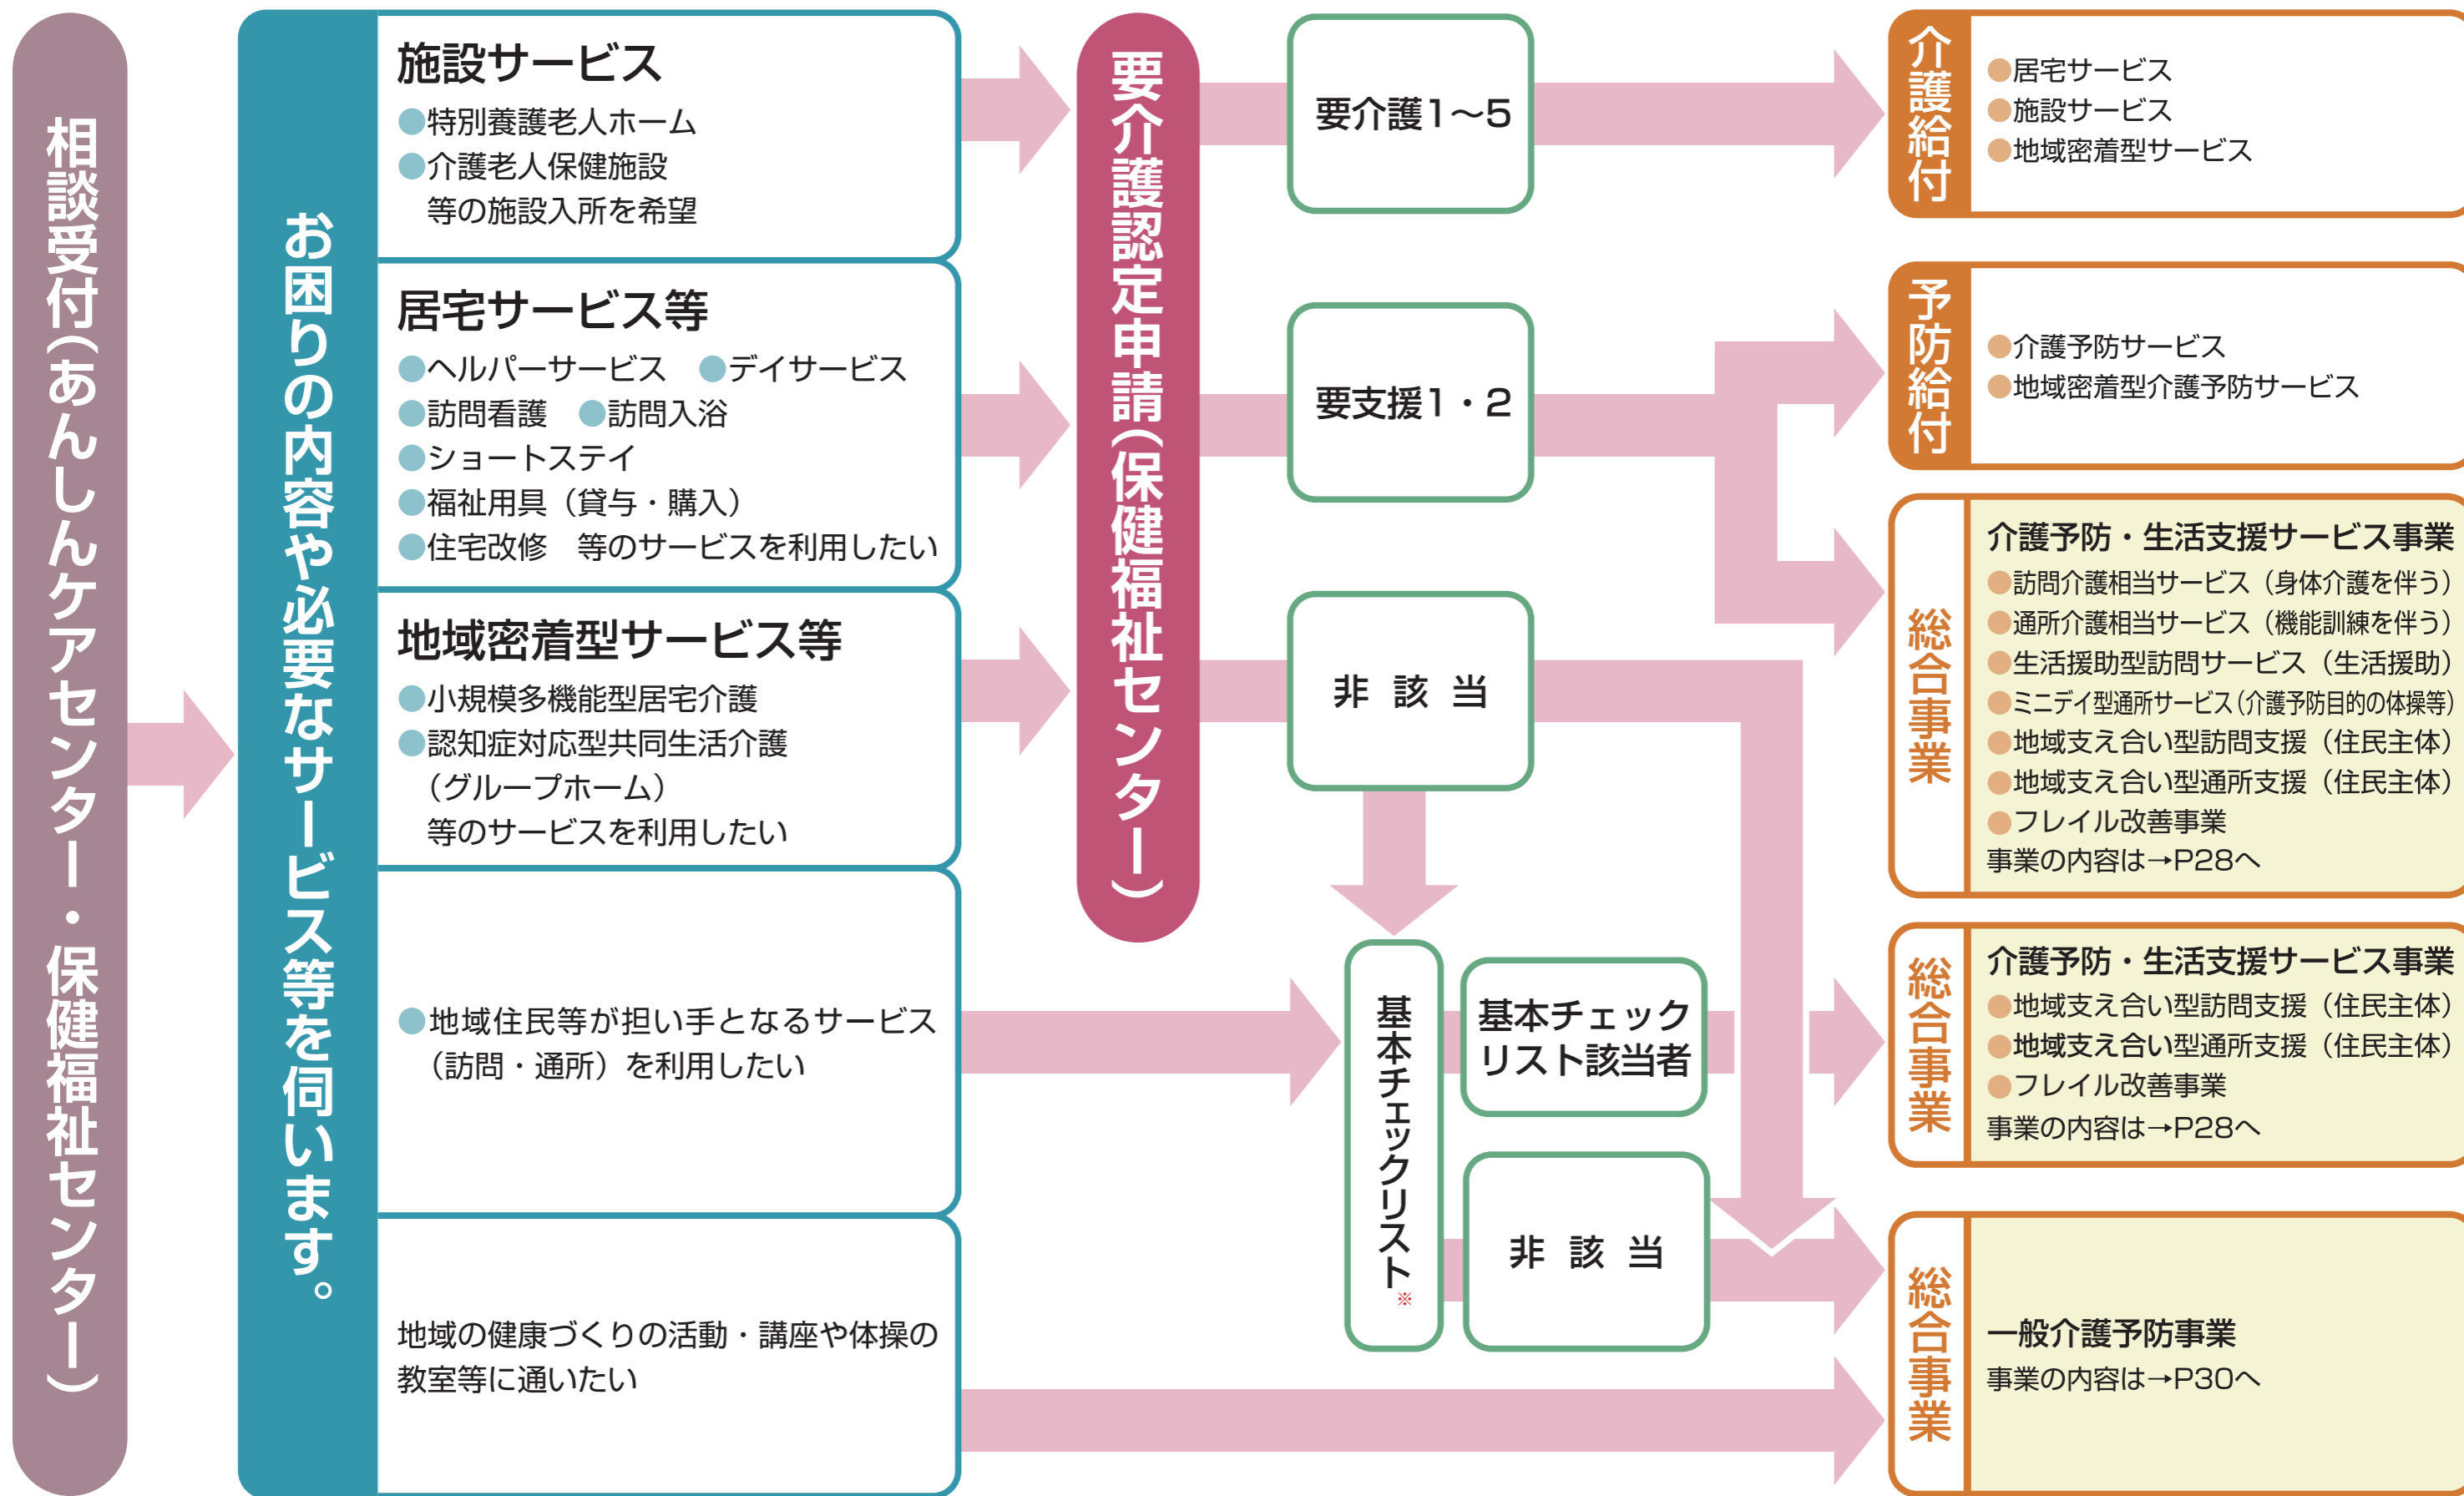 相談受付（あんしんケアセンター・保健福祉センター）
お困りの内容や必要なサービス等を伺います。
施設サービス
●特別養護老人ホーム
●介護老人保健施設
等の施設入所を希望
居宅サービス等
●ヘルパーサービス　●デイサービス
●訪問看護　●訪問入浴
●ショートステイ
●福祉用具（貸与・購入）
●住宅改修　等のサービスを利用したい
地域密着型サービス等
●小規模多機能型居宅介護
●認知症対応型共同生活介護
（グループホーム）
等のサービスを利用したい
●地域住民等が担い手となるサービス
（訪問・通所）を利用したい
地域の健康づくりの活動・講座や体操の
教室等に通いたい
要介護認定申請（保健福祉センター）
要介護1～5
要支援1・2
非該当
基本チェックリスト※
基本チェック
リスト該当者
非該当
介護給付
●居宅サービス
●施設サービス
●地域密着型サービス
予防給付
●介護予防サービス
●地域密着型介護予防サービス
総合事業
介護予防・生活支援サービス事業
●訪問介護相当サービス（身体介護を伴う）
●通所介護相当サービス（機能訓練を伴う）
●生活援助型訪問サービス（生活援助）
●ミニデイ型通所サービス（介護予防目的の体操等）
●地域支え合い型訪問支援（住民主体）
●地域支え合い型通所支援（住民主体）
●フレイル改善事業
事業の内容は→P28へ
総合事業
介護予防・生活支援サービス事業
●地域支え合い型訪問支援（住民主体）
●地域支え合い型通所支援（住民主体）
●フレイル改善事業
事業の内容は→P28へ
総合事業
一般介護予防事業
事業の内容は→P30へ